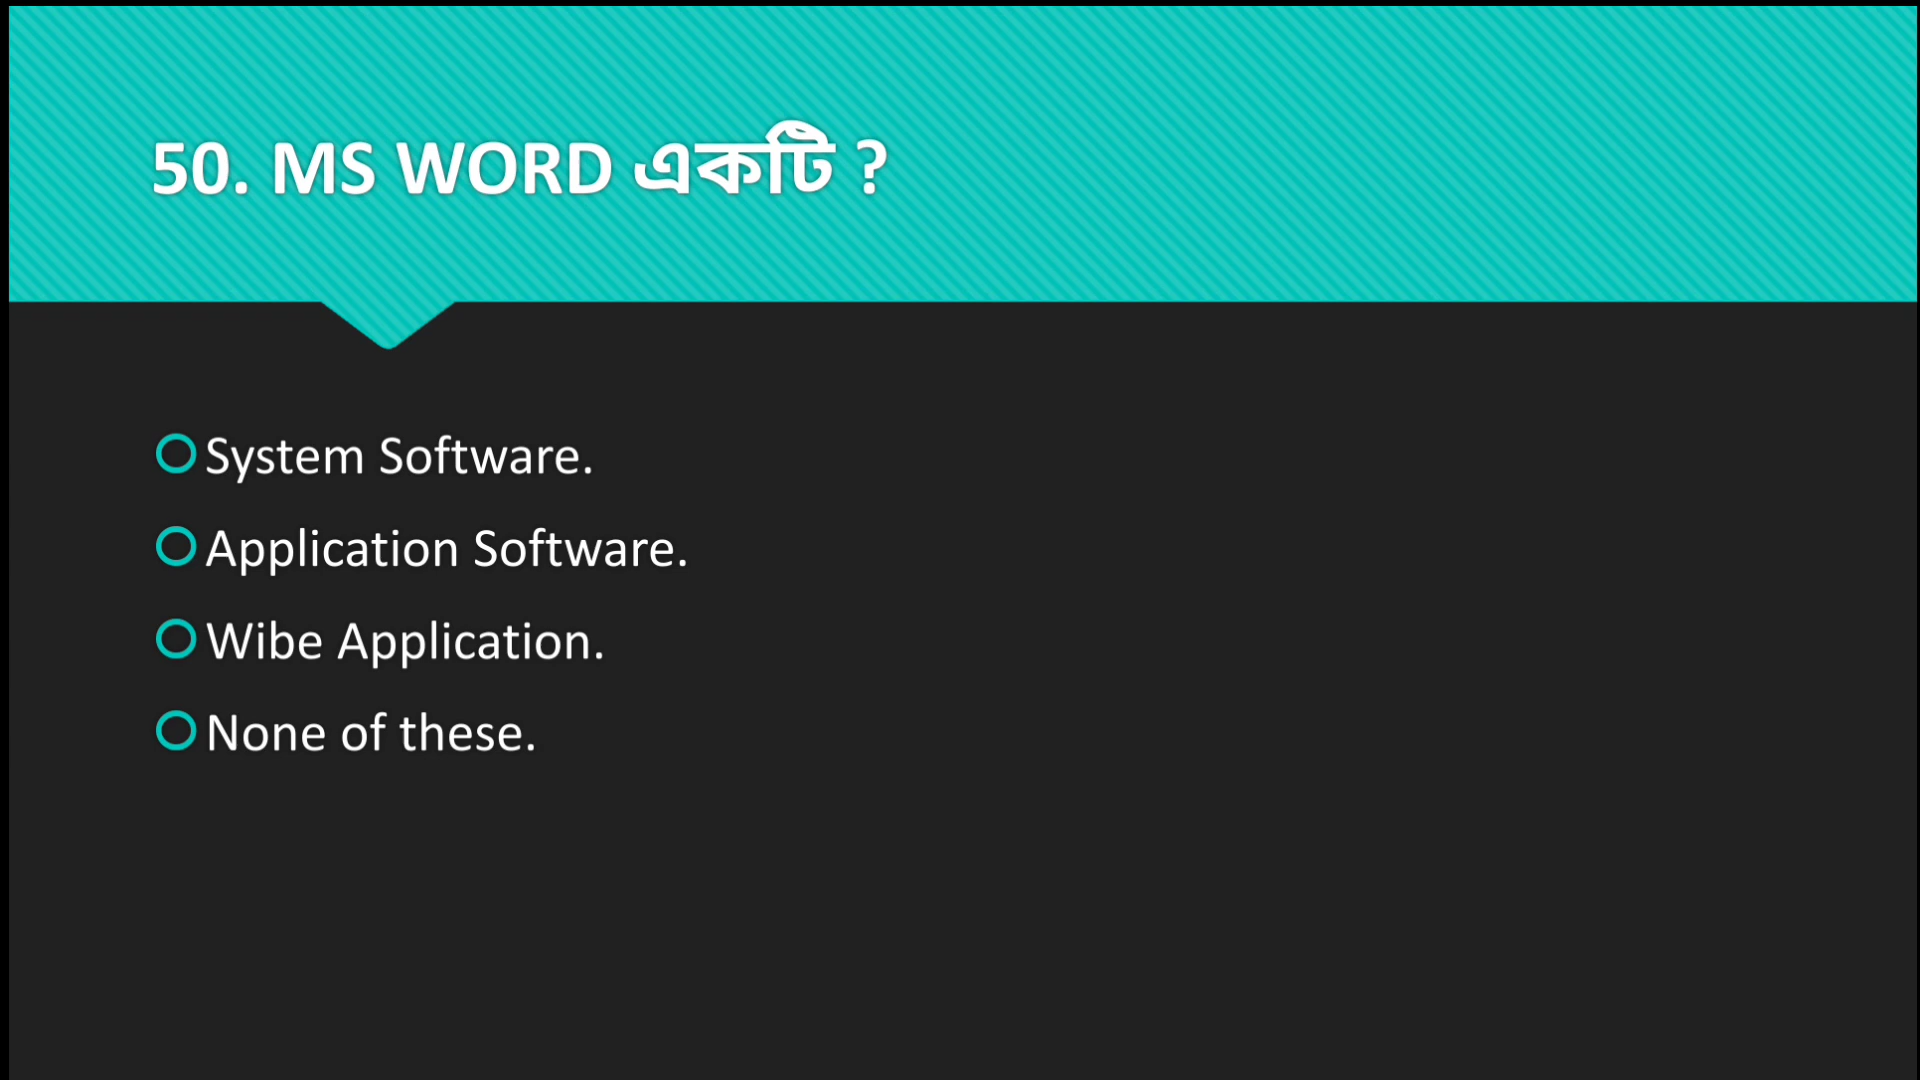 50. MS WORD একটি ?
System Software.
Application Software.
Wibe Application.
None of these.